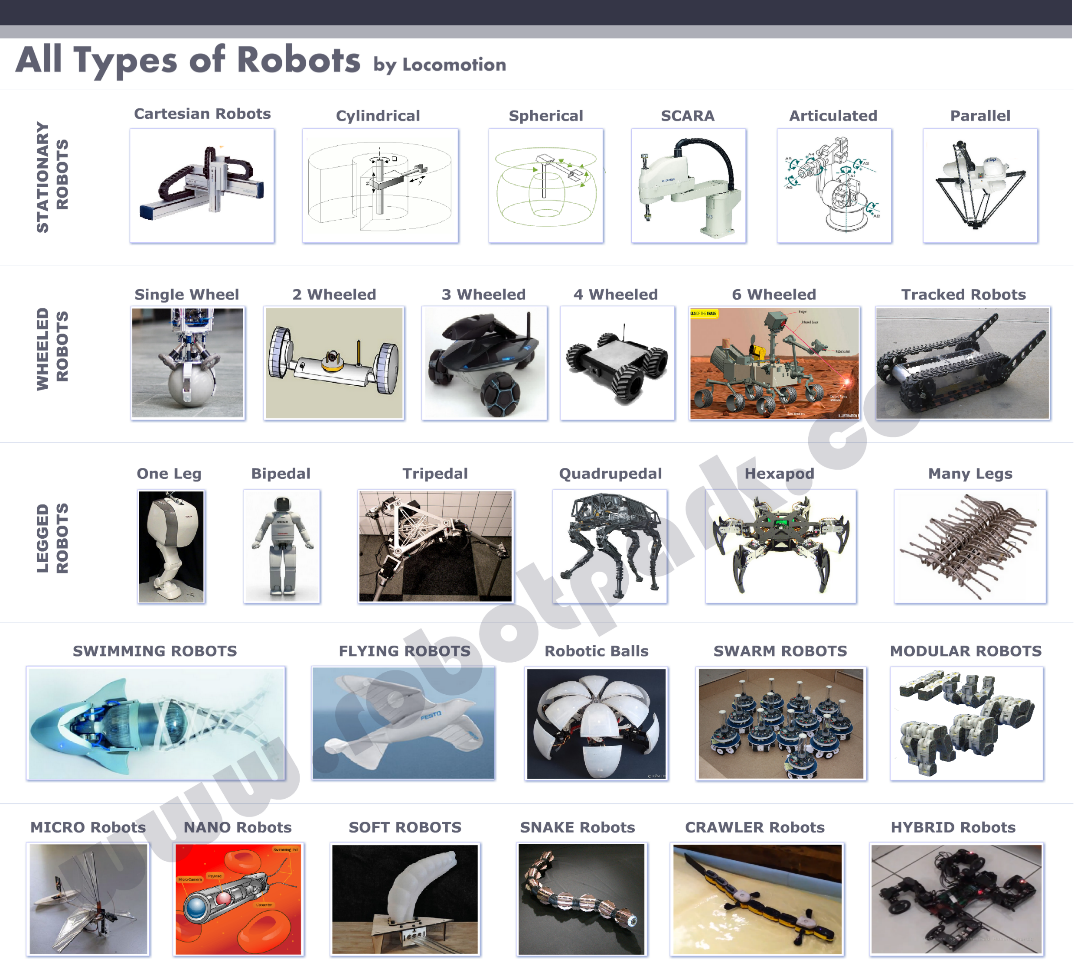 All Types of Robots by Locomotion
STATIONARY
ROBOTS
Cartesian Robots
Cylindrical
Spherical
SCARA
Articulated
Parallel
WHEELED
ROBOTS
Single Wheel
2 Wheeled
3 Wheeled
4 Wheeled
6 Wheeled
Tracked Robots
LEGGED
ROBOTS
One Leg
Bipedal
Tripedal
Quadrupedal
Hexapod
Many Legs
SWIMMING ROBOTS
FLYING ROBOTS
Robotic Balls
SWARM ROBOTS
MODULAR ROBOTS
FESTO
MICRO Robots
NANO Robots
SOFT ROBOTS
SNAKE Robots
CRAWLER Robots
HYBRID Robots
www.robotpark.com